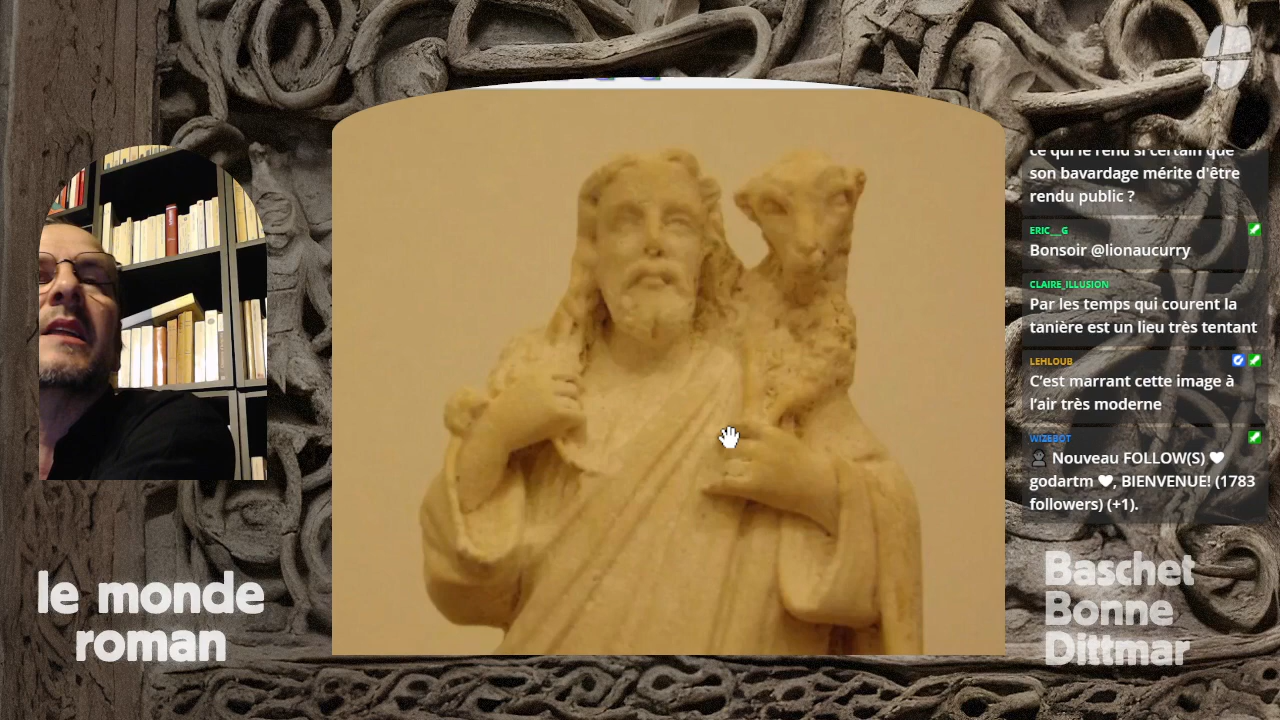 ce qui le rend si certain que
son bavardage mérite d'être
rendu public ?
ERIC__G
Bonsoir @lionaucurry
CLAIRE_ILLUSION
Par les temps qui courent la
tanière est un lieu très tentant
LEHLOUB
C'est marrant cette image à
l'air très moderne
WIZEBOT
Nouveau FOLLOW(S)
godartm , BIENVENUE! (1783
followers) (+1).
le monde
roman
Baschet
Bonne
Dittmar